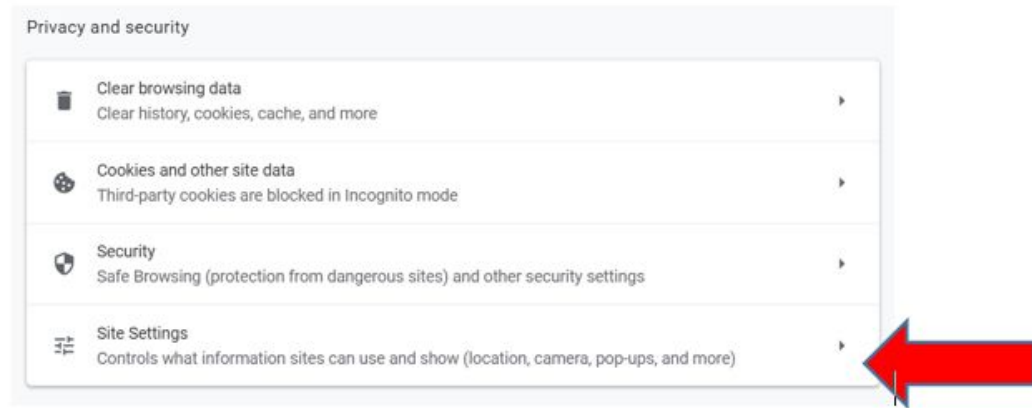 Privacy and security
Clear browsing data
Clear history, cookies, cache, and more
Cookies and other site data
Third-party cookies are blocked in Incognito mode
Security
Safe Browsing (protection from dangerous sites) and other security settings
Site Settings
Controls what information sites can use and show (location, camera, pop-ups, and more)